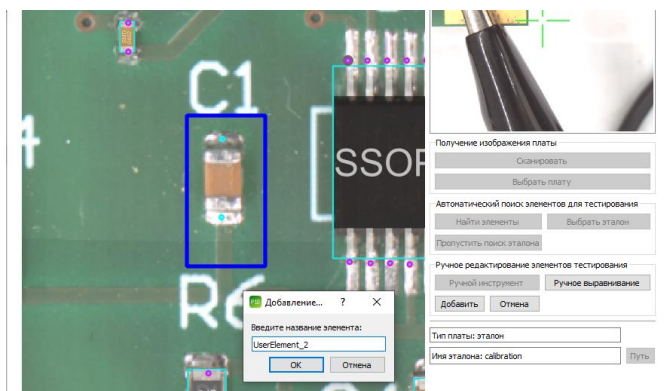 C1
SSOP
R6
Добавление... ? ×
Введите название элемента:
UserElement_2
OK
Отмена
Получение изображения платы
Сканировать
Выбрать плату
Автоматический поиск элементов для тестирования
Найти элементы
Выбрать эталон
Пропустить поиск эталона
Ручное редактирование элементов тестирования
Ручной инструмент
Ручное выравнивание
Добавить
Отмена
Тип платы: эталон
Имя эталона: calibration
Путь